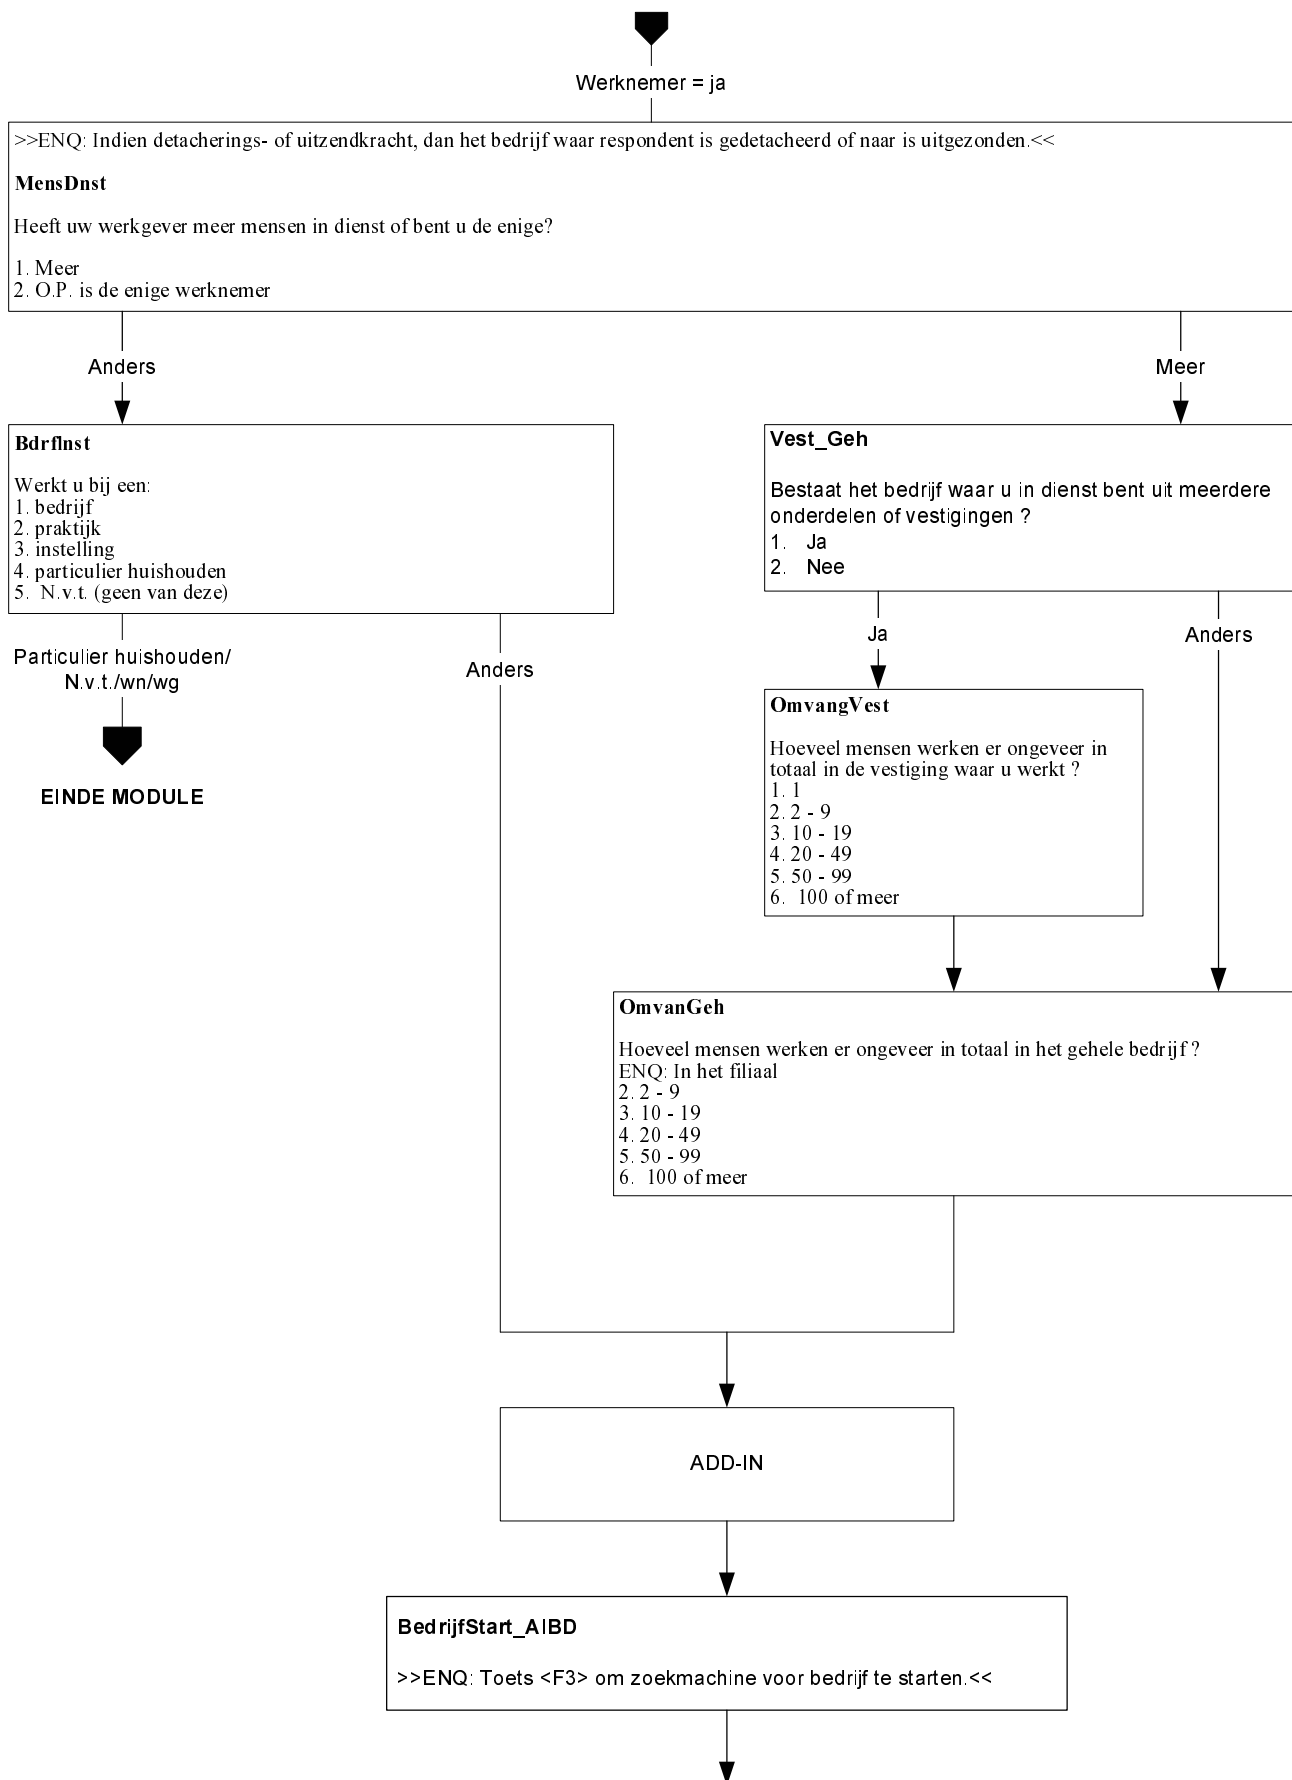 Werknemer = ja
>>ENQ: Indien detacherings- of uitzendkracht, dan het bedrijf waar respondent is gedetacheerd of naar is uitgezonden.<<
MensDnst
Heeft uw werkgever meer mensen in dienst of bent u de enige?
1. Meer
2. O.P. is de enige werknemer
Anders
Meer
BdrfInst
Werkt u bij een:
1. bedrijf
2. praktijk
3. instelling
4. particulier huishouden
5. N.v.t. (geen van deze)
Vest_Geh
Bestaat het bedrijf waar u in dienst bent uit meerdere
onderdelen of vestigingen ?
1. Ja
2. Nee
Particulier huishouden/
N.v.t./wn/wg
Anders
Ja
Anders
EINDE MODULE
OmvangVest
Hoeveel mensen werken er ongeveer in
totaal in de vestiging waar u werkt ?
1. 1
2. 2 - 9
3. 10 - 19
4. 20 - 49
5. 50 - 99
6. 100 of meer
OmvanGeh
Hoeveel mensen werken er ongeveer in totaal in het gehele bedrijf ?
ENQ: In het filiaal
2. 2 - 9
3. 10 - 19
4. 20 - 49
5. 50 - 99
6. 100 of meer
ADD-IN
BedrijfStart_AIBD
>>ENQ: Toets <F3> om zoekmachine voor bedrijf te starten.<<